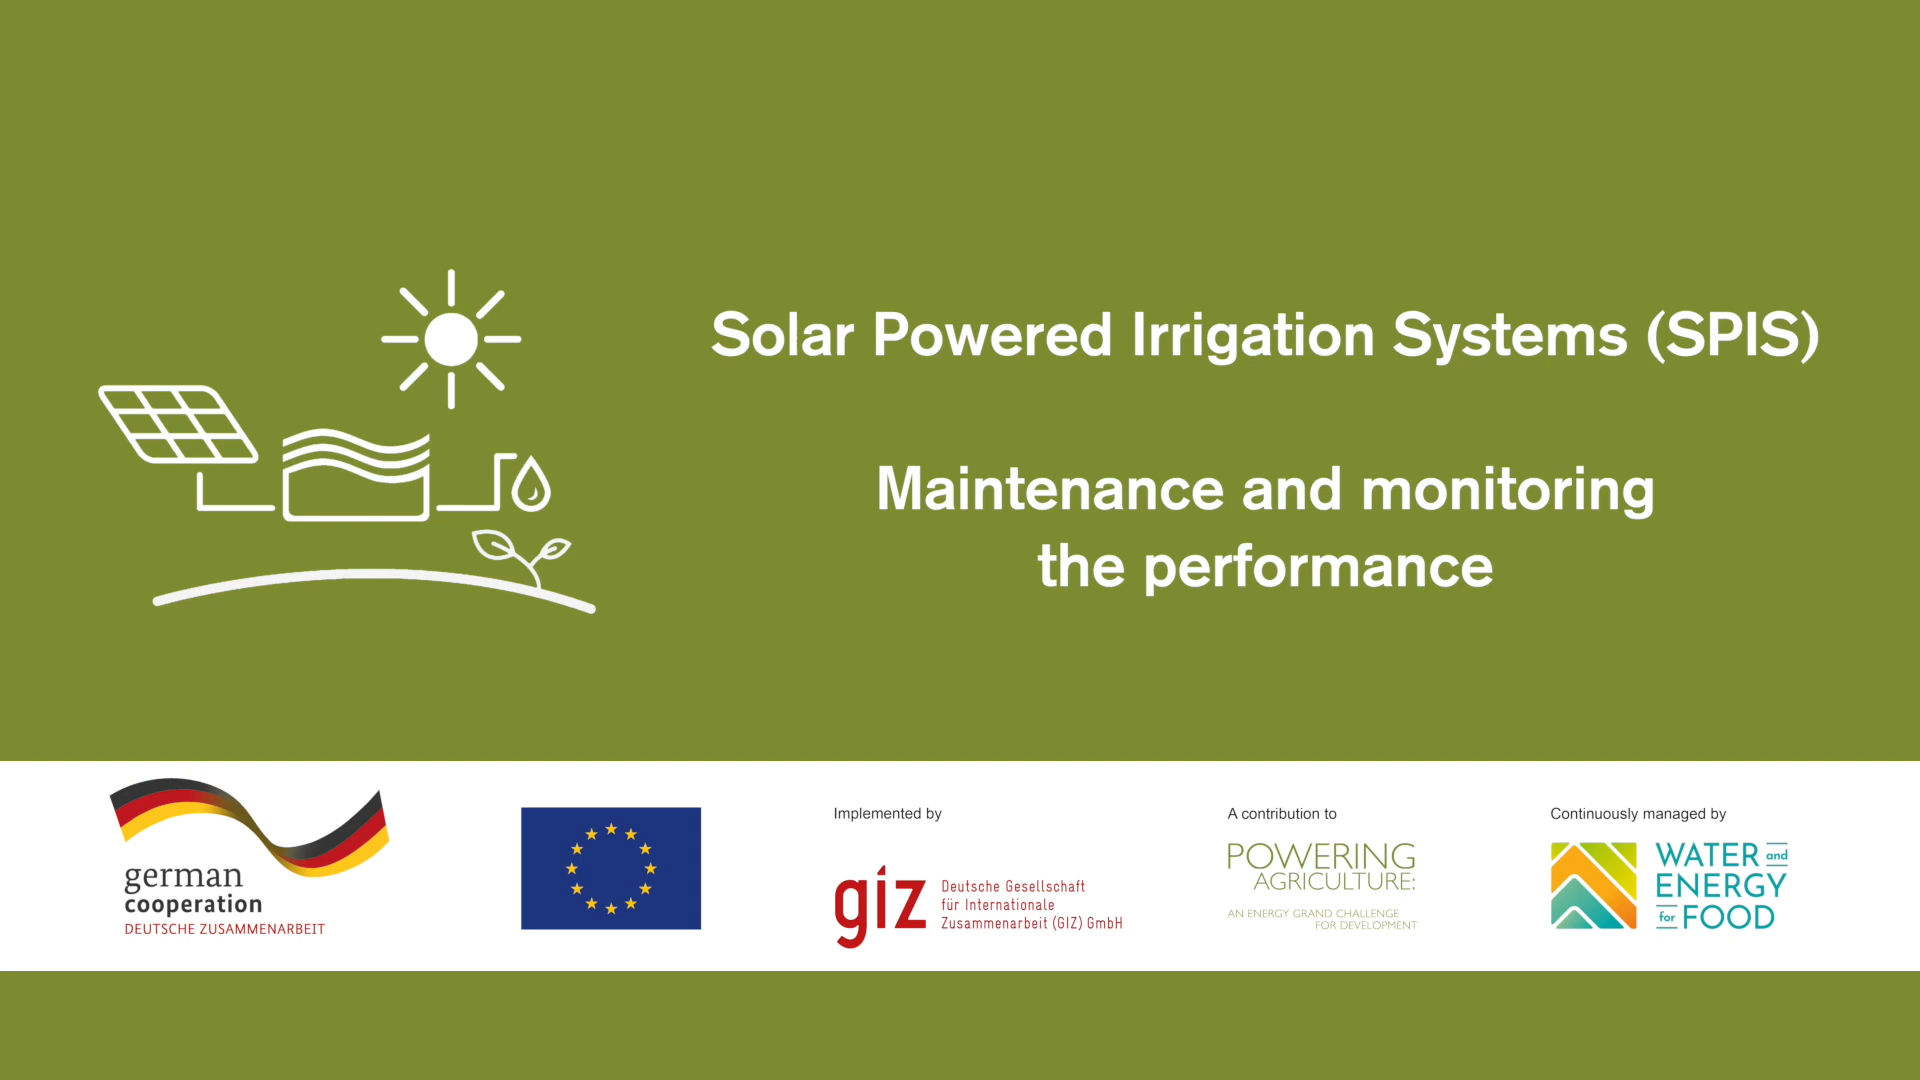 Solar Powered Irrigation Systems (SPIS)
Maintenance and monitoring
the performance
german
cooperation
DEUTSCHE ZUSAMMENARBEIT
Implemented by
giz
Deutsche Gesellschaft
für Internationale
Zusammenarbeit (GIZ) GmbH
A contribution to
POWERING
AGRICULTURE:
AN ENERGY GRAND CHALLENGE
FOR DEVELOPMENT
Continuously managed by
WATER and
ENERGY
for FOOD